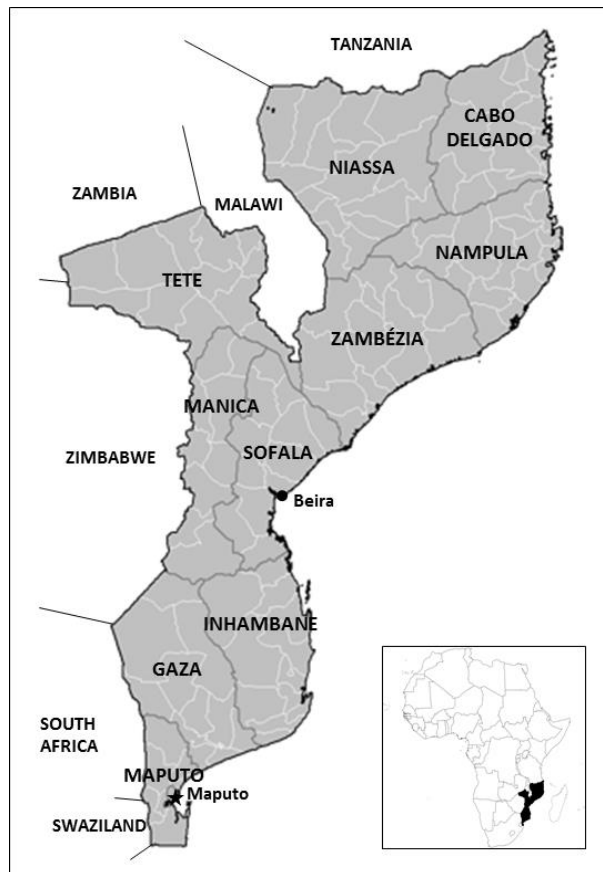 TANZANIA
CABO
DELGADO
NIASSA
ZAMBIA
MALAWI
NAMPULA
TETE
ZAMBÉZIA
MANICA
SOFALA
ZIMBABWE
Beira
INHAMBANE
GAZA
SOUTH
AFRICA
MAPUTO
Maputo
SWAZILAND